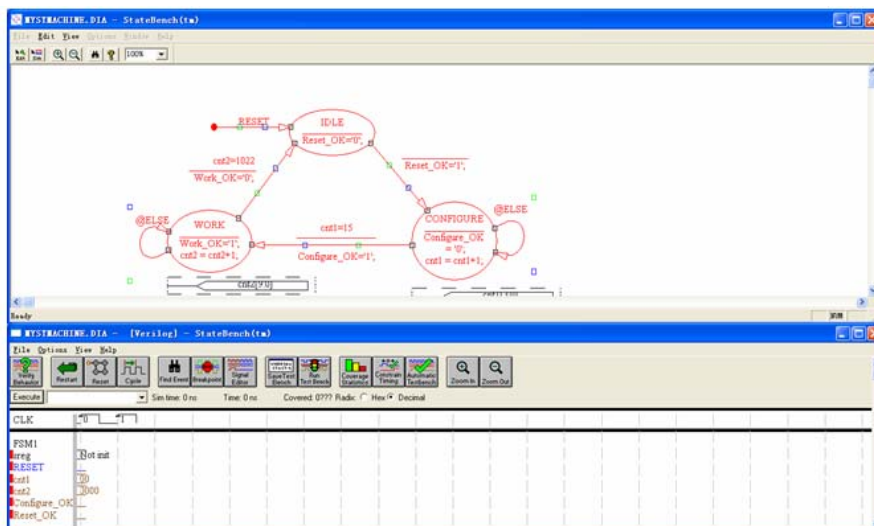 MYSTMACHINE.DIA - StateBench(tm)
File Edit View Options Window Help
100%
RESET
IDLE
Reset_OK='0';
cnt2=1022
Work_OK='0';
Reset_OK='1';
@ELSE
WORK
Work_OK='1';
cnt2 = cnt2+1;
cnt1=15
Configure_OK='1';
CONFIGURE
Configure_OK
= '0';
cnt1 = cnt1+1;
@ELSE
cnt2[9:0]
Ready
NUM
MYSTMACHINE.DIA - [Verilog] - StateBench(tm)
File Options View Help
Verify Behavior
Restart
Reset
Cycle
Find Event
Breakpoint
Signal Editor
Save Test Bench
Run Test Bench
Coverage Statistics
Constrain Timing
Automatic TestBench
Zoom In
Zoom Out
Execute
Sim time: 0 ns Time: 0 ns Covered: 0??? Radix: Hex Decimal
CLK 0 1
FSM1
sreg Not init
RESET
cnt1 00
cnt2 0000
Configure_OK
Reset_OK